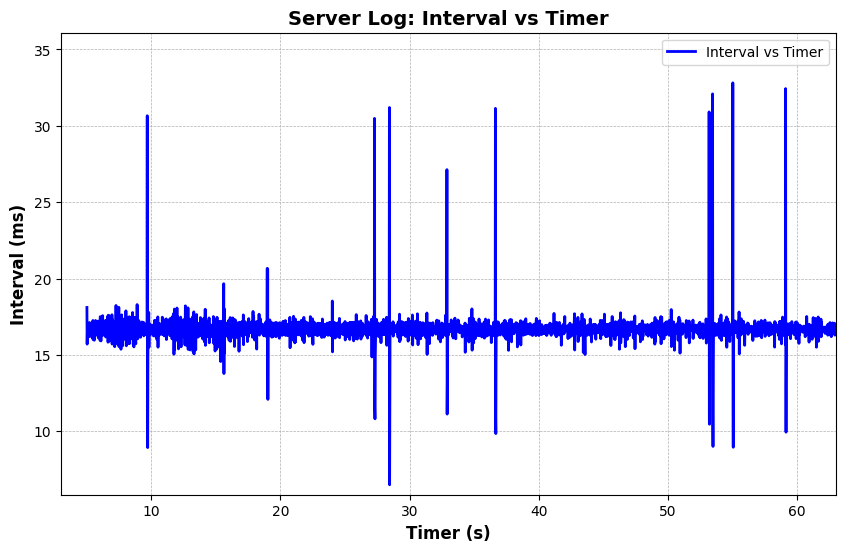 Server Log: Interval vs Timer
Interval vs Timer
Interval (ms)
35
30
25
20
15
10
10 20 30 40 50 60
Timer (s)